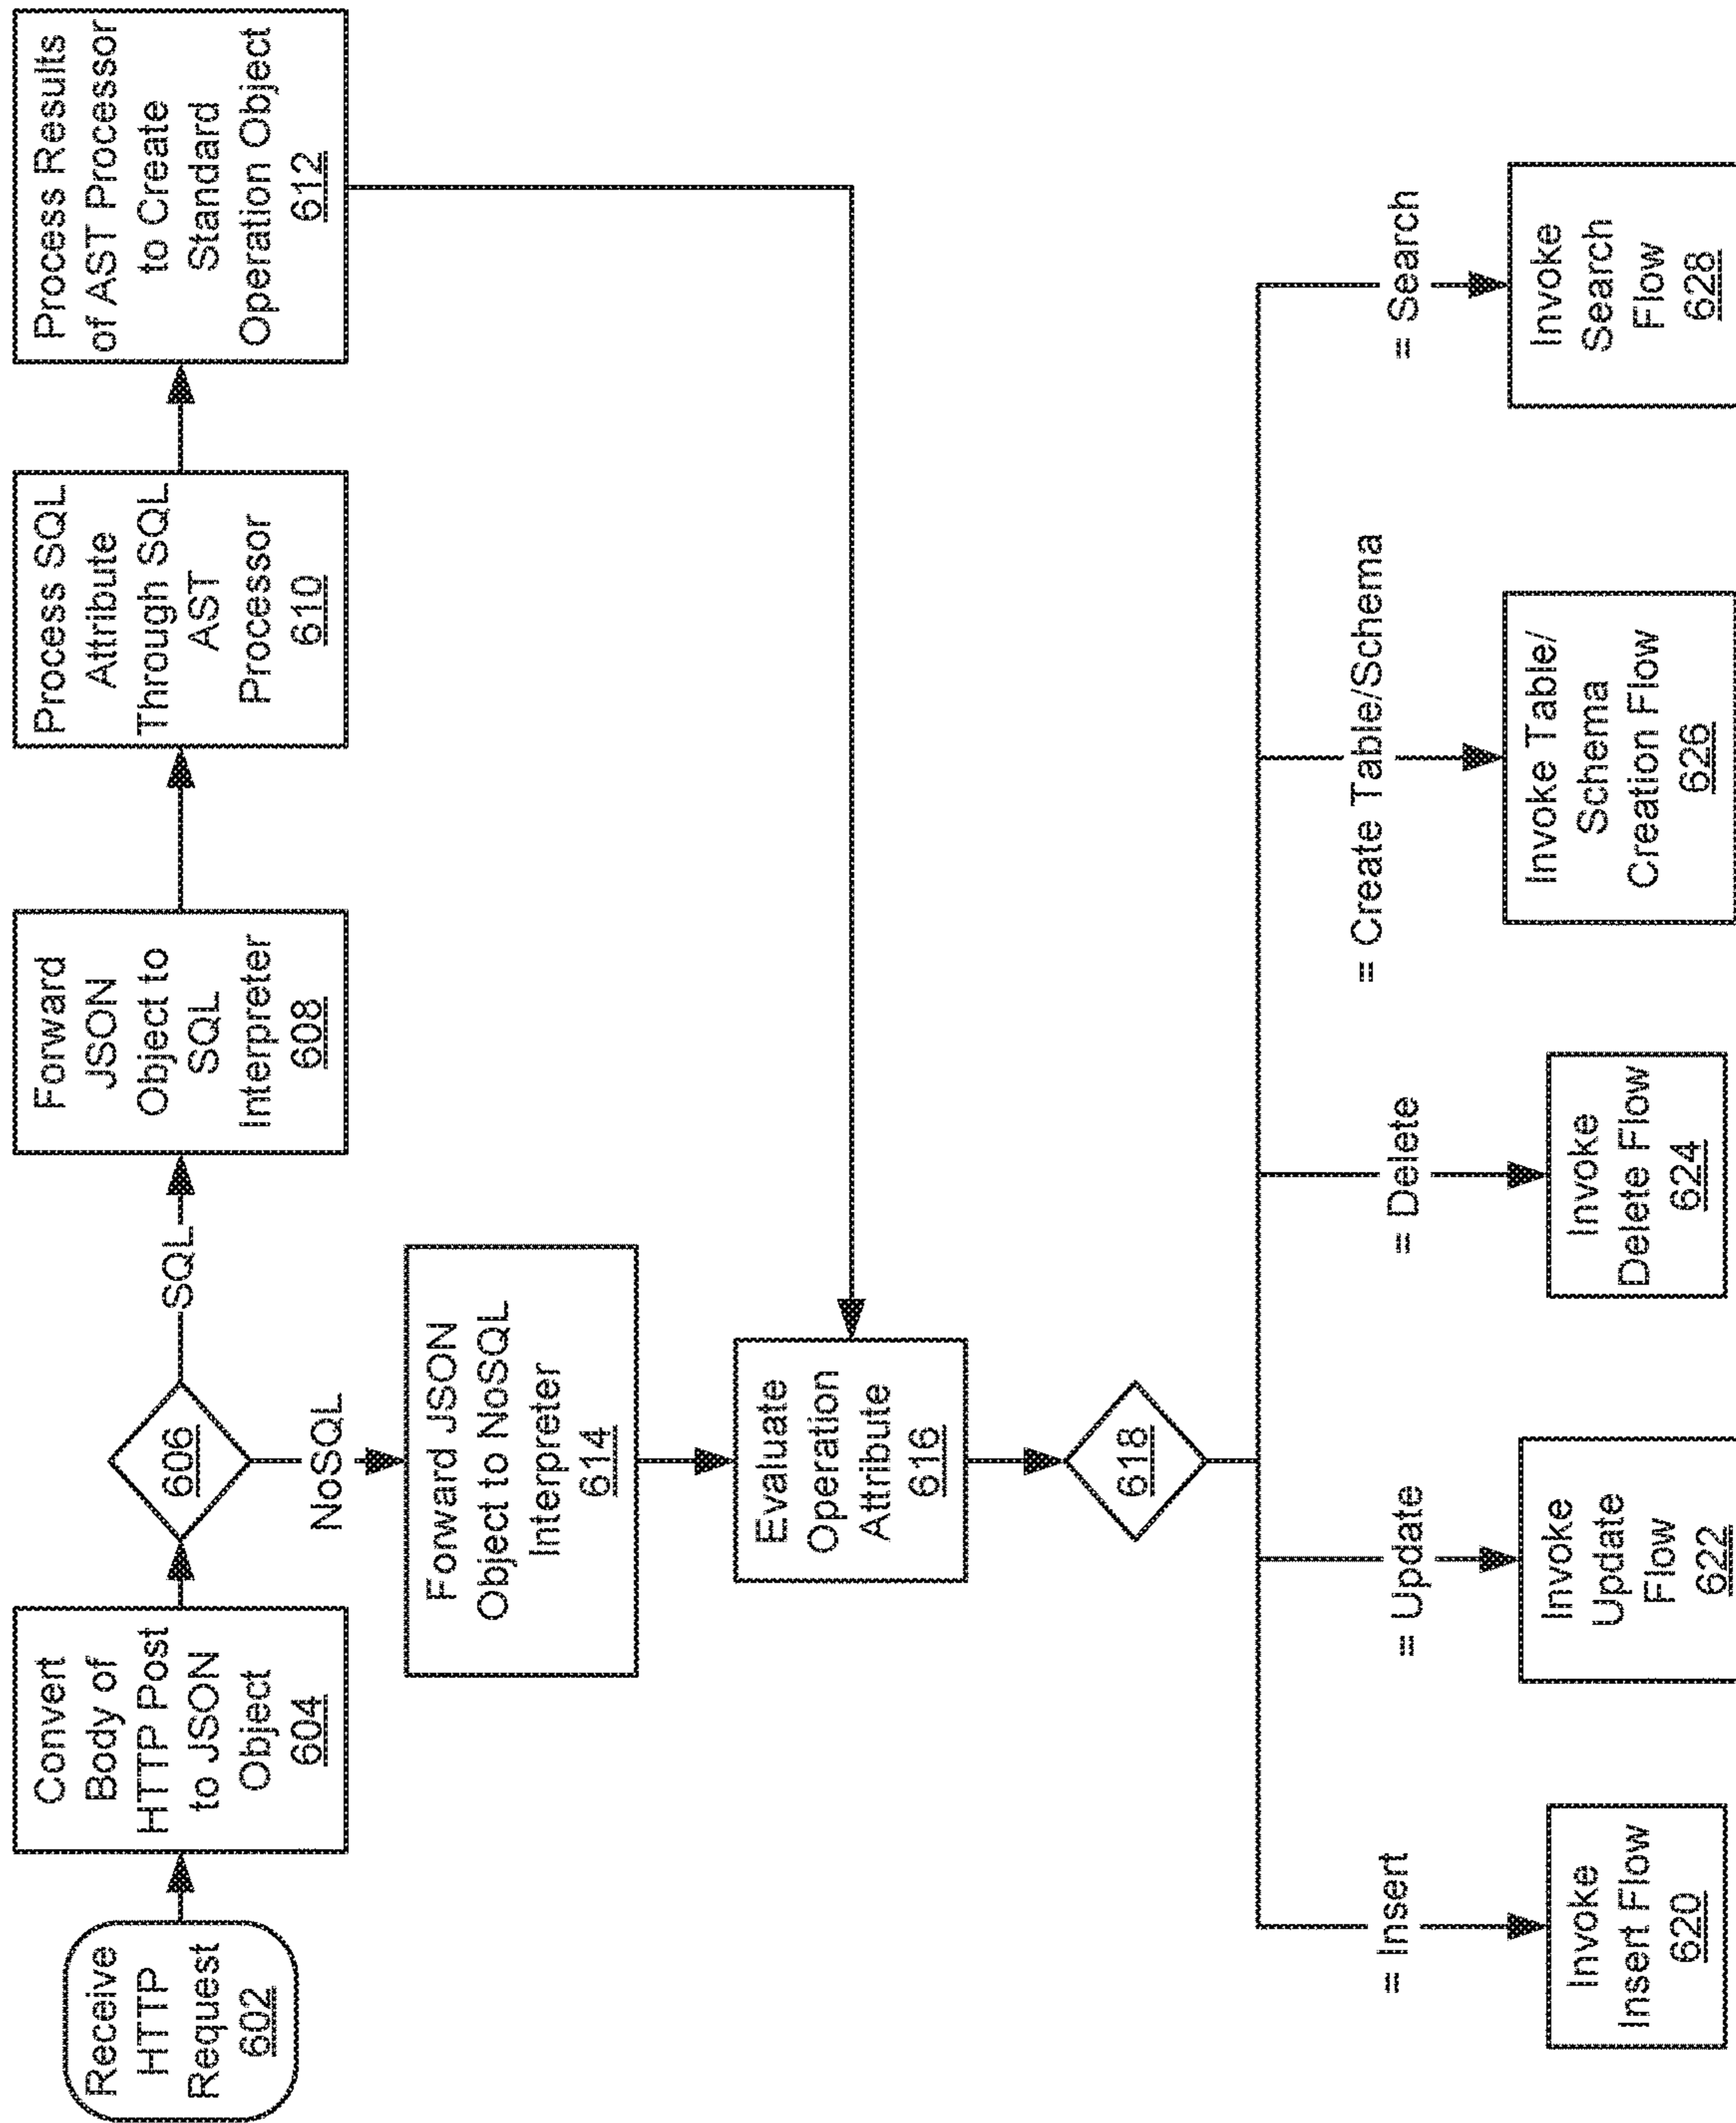 Receive
HTTP
Request
602
Convert
Body of
HTTP Post
to JSON
Object
604
606
SQL
NoSQL
Forward
JSON
Object to
SQL
Interpreter
608
Process SQL
Attribute
Through SQL
AST
Processor
610
Process Results
of AST Processor
to Create
Standard
Operation Object
612
Forward JSON
Object to NoSQL
Interpreter
614
Evaluate
Operation
Attribute
616
618
= Insert
= Update
= Delete
= Create Table/Schema
= Search
Invoke
Insert Flow
620
Invoke
Update
Flow
622
Invoke
Delete Flow
624
Invoke Table/
Schema
Creation Flow
626
Invoke
Search
Flow
628